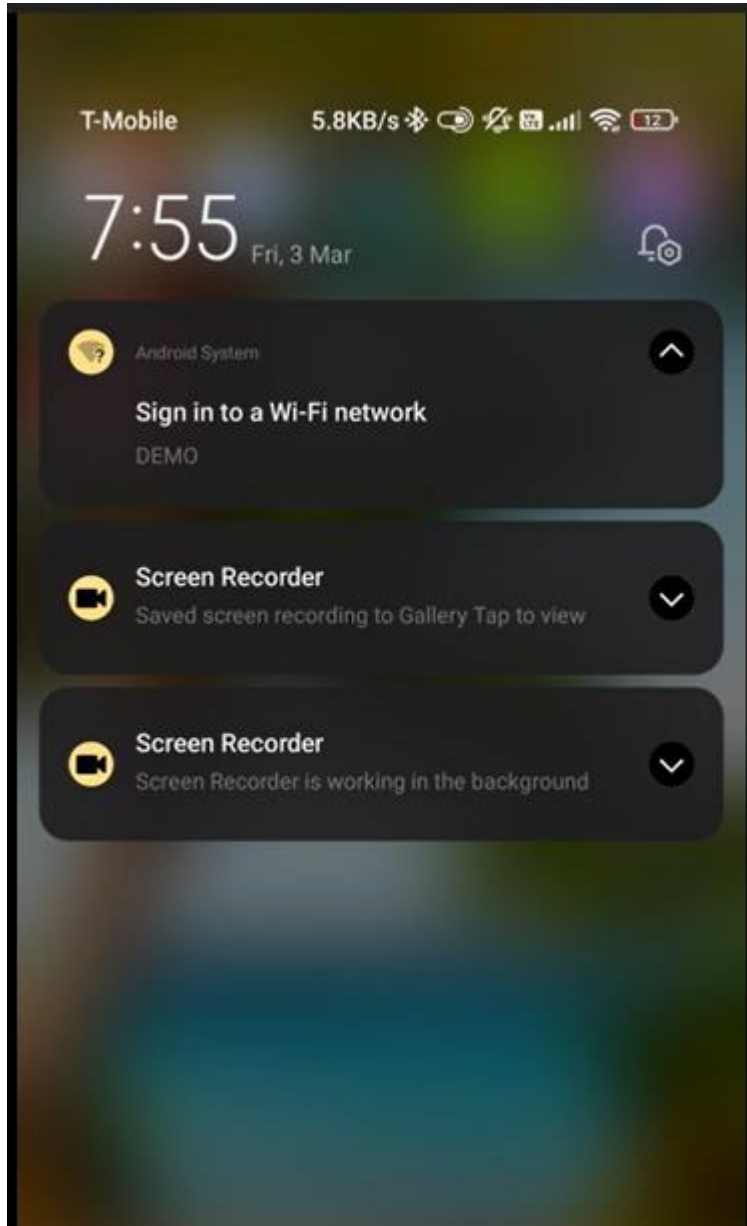 T-Mobile 5.8KB/s 12
7:55 Fri, 3 Mar
Android System
Sign in to a Wi-Fi network
DEMO
Screen Recorder
Saved screen recording to Gallery Tap to view
Screen Recorder
Screen Recorder is working in the background